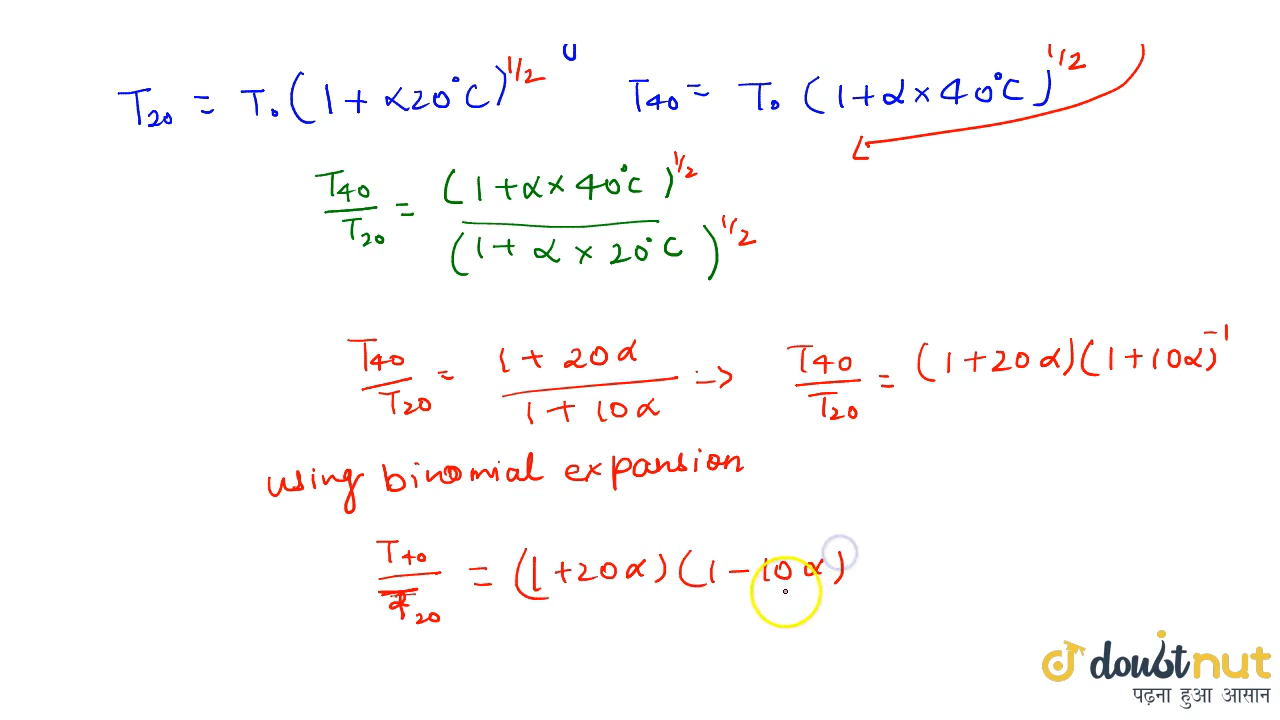 T₂₀ = T₀ (1 + α20°C)^1/2 T₄₀ = T₀ (1 + α × 40°C)^1/2
T₄₀/T₂₀ = (1 + α × 40°C)^1/2 / (1 + α × 20°C)^1/2
T₄₀/T₂₀ = 1 + 20α / 1 + 10α → T₄₀/T₂₀ = (1 + 20α)(1 + 10α)^-1
using binomial expansion
T₄₀/T₂₀ = (1 + 20α)(1 - 10α)
doubtnut
पढ़ना हुआ आसान